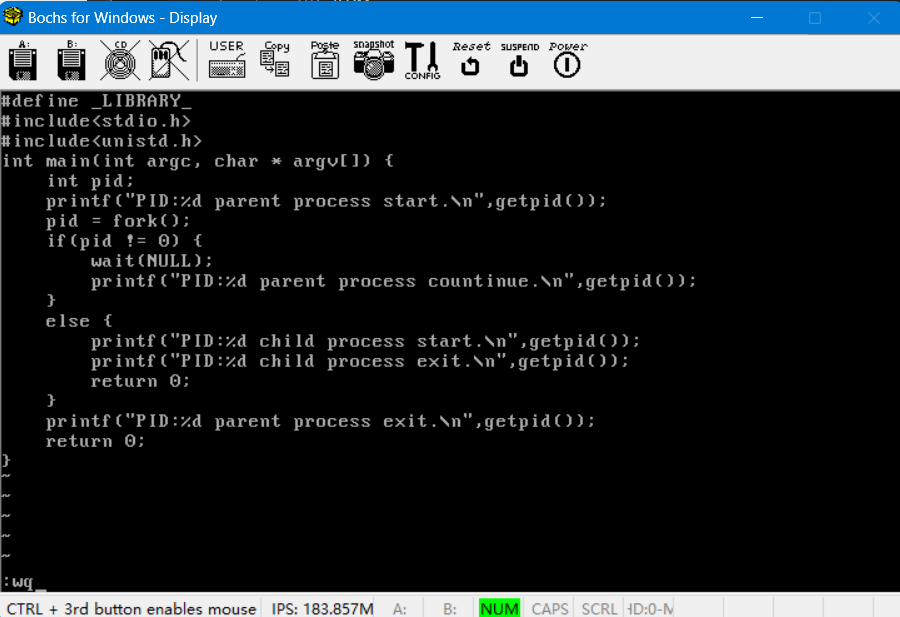 Bochs for Windows - Display
A: B: CD USER Copy Paste snapshot CONFIG Reset SUSPEND Power
#define _LIBRARY_
#include<stdio.h>
#include<unistd.h>
int main(int argc, char * argv[]) {
    int pid;
    printf("PID:%d parent process start.\n",getpid());
    pid = fork();
    if(pid != 0) {
        wait(NULL);
        printf("PID:%d parent process countinue.\n",getpid());
    }
    else {
        printf("PID:%d child process start.\n",getpid());
        printf("PID:%d child process exit.\n",getpid());
        return 0;
    }
    printf("PID:%d parent process exit.\n",getpid());
    return 0;
}
~
~
~
~
~
:wq_
CTRL + 3rd button enables mouse IPS: 183.857M A: B: NUM CAPS SCRL HD:0-M